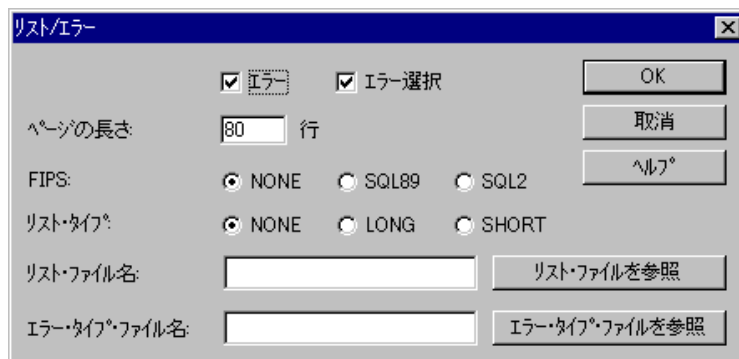 リスト/エラー
エラー エラー選択 OK
ページの長さ: 80 行 取消
ヘルプ
FIPS: NONE SQL89 SQL2
リスト・タイプ: NONE LONG SHORT
リスト・ファイル名: リスト・ファイルを参照
エラー・タイプ・ファイル名: エラー・タイプ・ファイルを参照